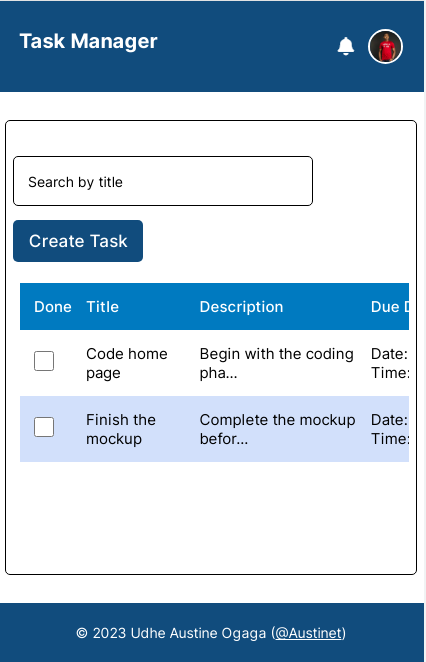 Task Manager
Search by title
Create Task
Done Title Description Due D
Code home Begin with the coding Date:
page pha... Time:
Finish the Complete the mockup Date:
mockup befor... Time:
© 2023 Udhe Austine Ogaga (@Austinet)